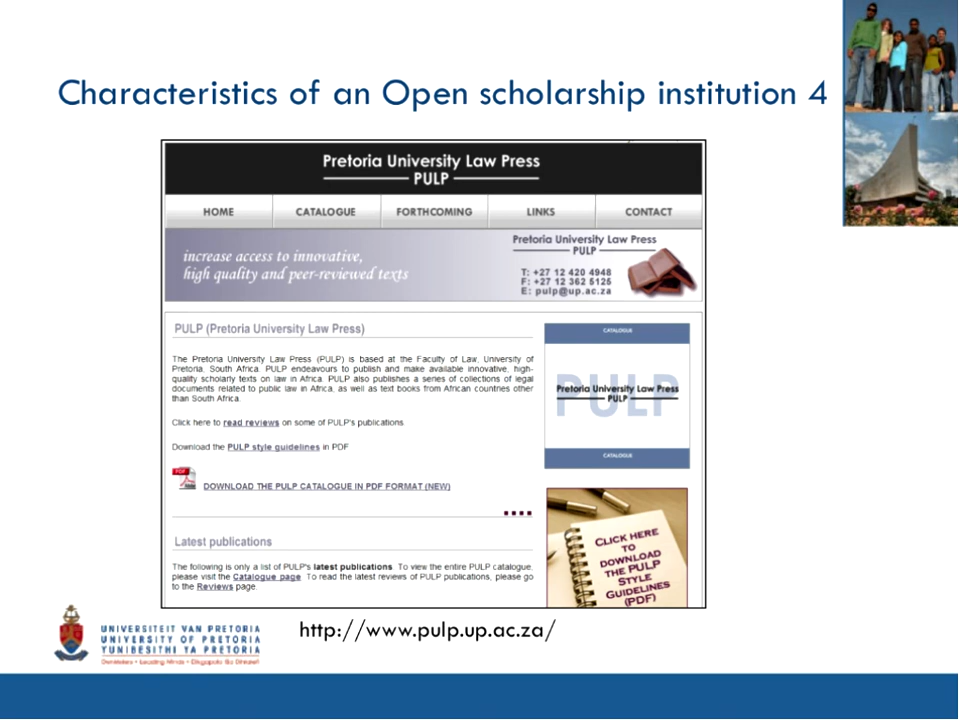 Characteristics of an Open scholarship institution 4
Pretoria University Law Press
PULP
HOME CATALOGUE FORTHCOMING LINKS CONTACT
increase access to innovative,
high quality and peer-reviewed texts
Pretoria University Law Press
PULP
T: +27 12 420 4948
F: +27 12 362 5125
E: pulp@up.ac.za
PULP (Pretoria University Law Press)
The Pretoria University Law Press (PULP) is based at the Faculty of Law, University of
Pretoria, South Africa. PULP endeavours to publish and make available innovative, high-
quality scholarly texts on law in Africa. PULP also publishes a series of collections of legal
documents related to public law in Africa, as well as text books from African countries other
than South Africa.
Click here to read reviews on some of PULP's publications
Download the PULP style guidelines in PDF
PDF
DOWNLOAD THE PULP CATALOGUE IN PDF FORMAT (NEW)
Latest publications
The following is only a list of PULP's latest publications. To view the entire PULP catalogue,
please visit the Catalogue page. To read the latest reviews of PULP publications, please go
to the Reviews page.
CATALOGUE
PULP
Pretoria University Law Press
PULP
CATALOGUE
CLICK HERE
TO
DOWNLOAD
THE PULP
STYLE
GUIDELINES
(PDF)
UNIVERSITEIT VAN PRETORIA
UNIVERSITY OF PRETORIA
YUNIBESITHI YA PRETORIA
Leading Minds
http://www.pulp.up.ac.za/